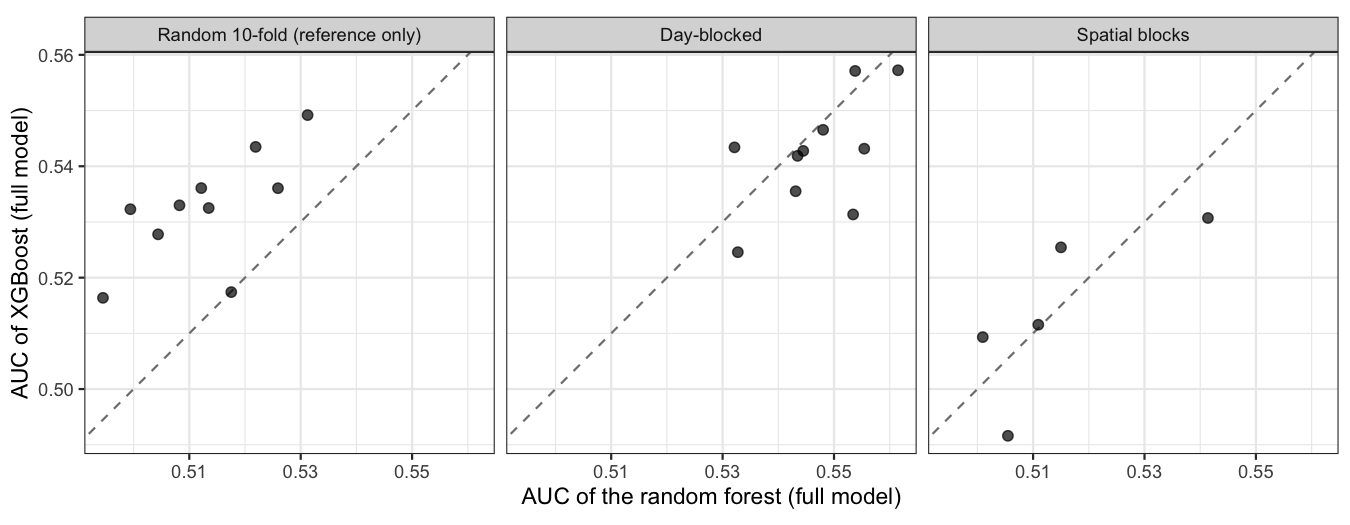 Random 10-fold (reference only)
Day-blocked
Spatial blocks
AUC of XGBoost (full model)
0.56
0.54
0.52
0.50
0.51
0.53
0.55
0.51
0.53
0.55
0.51
0.53
0.55
AUC of the random forest (full model)